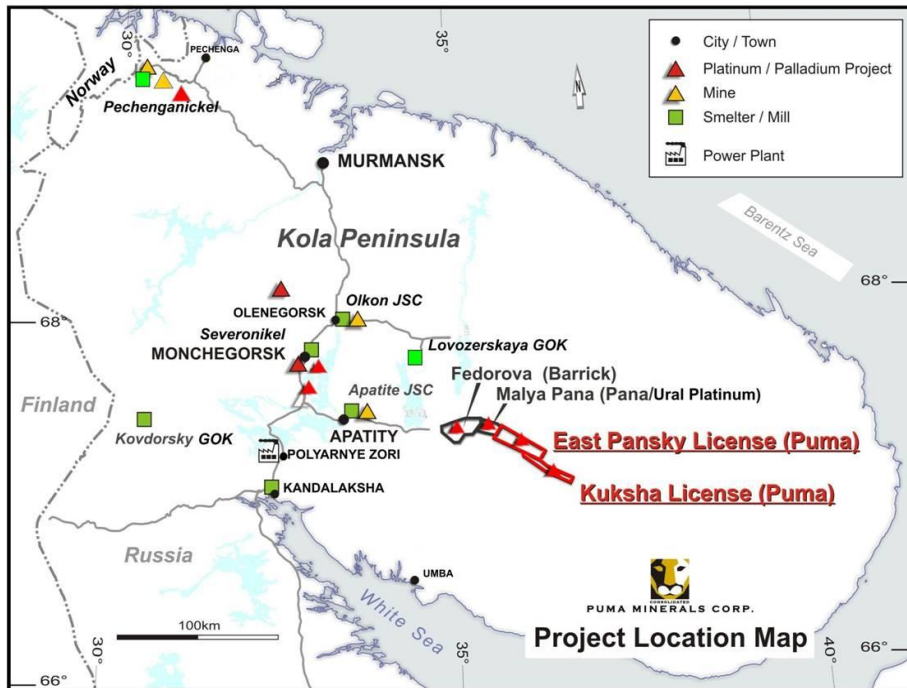 30°
35°
PECHENGA
Norway
Pechenganickel
City / Town
Platinum / Palladium Project
Mine
Smelter / Mill
Power Plant
N
MURMANSK
Barentz Sea
Kola Peninsula
68°
OLENEGORSK
Olkon JSC
68°
Severonikel
MONCHEGORSK
Lovozerskaya GOK
Fedorova (Barrick)
Apatite JSC
Malya Pana (Pana/Ural Platinum)
Finland
Kovdorsky GOK
APATITY
East Pansky License (Puma)
POLYARNYE ZORI
Kuksha License (Puma)
KANDALAKSHA
Russia
UMBA
White Sea
CONSOLIDATED
PUMA MINERALS CORP.
100km
Project Location Map
30°
35°
40°
66°
66°